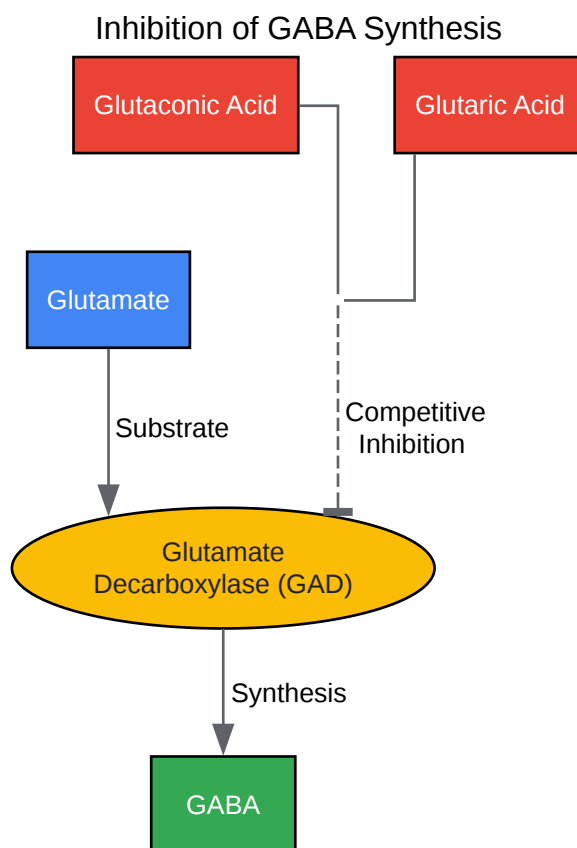 Inhibition of GABA Synthesis
Glutaconic Acid
Glutaric Acid
Glutamate
Substrate
Competitive
Inhibition
Glutamate
Decarboxylase (GAD)
Synthesis
GABA